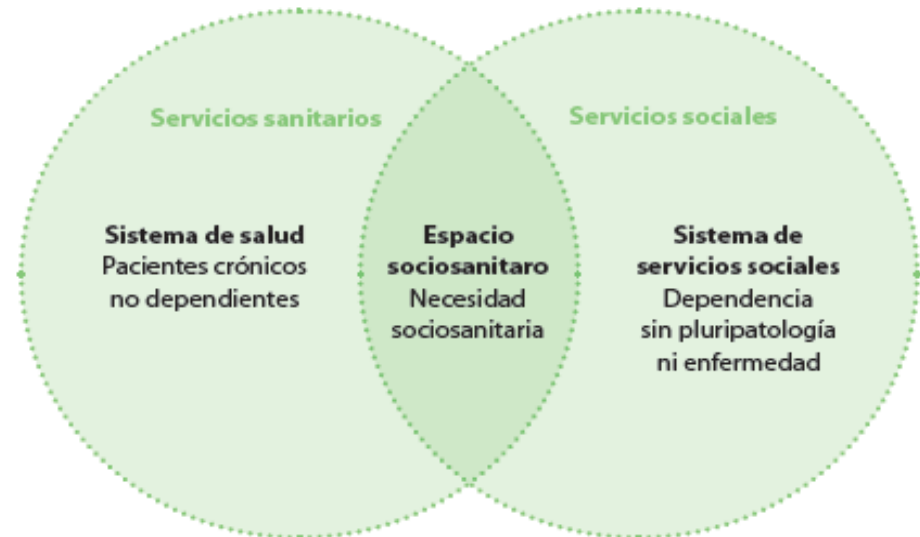 Servicios sanitarios
Servicios sociales
Sistema de salud
Pacientes crónicos
no dependientes
Espacio
sociosanitaro
Necesidad
sociosanitaria
Sistema de
servicios sociales
Dependencia
sin pluripatología
ni enfermedad